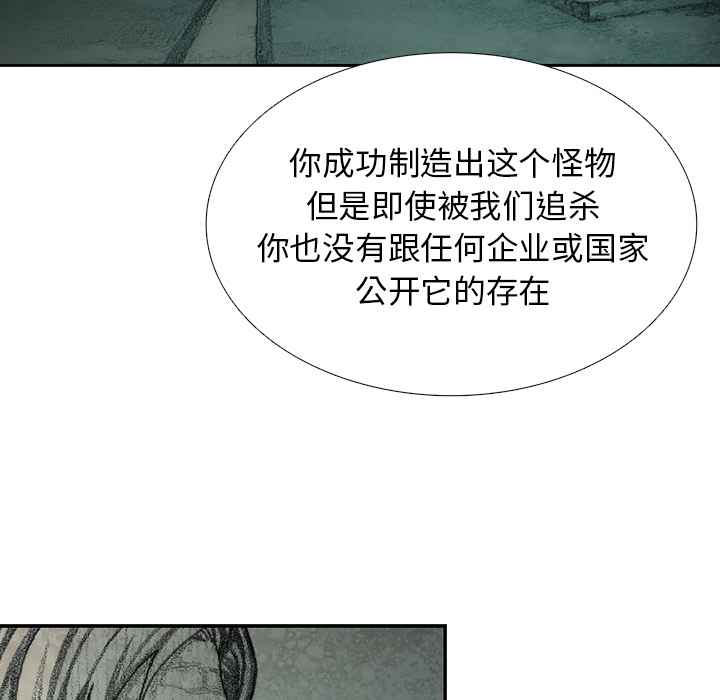 你成功制造出这个怪物
但是即使被我们追杀
你也没有跟任何企业或国家
公开它的存在